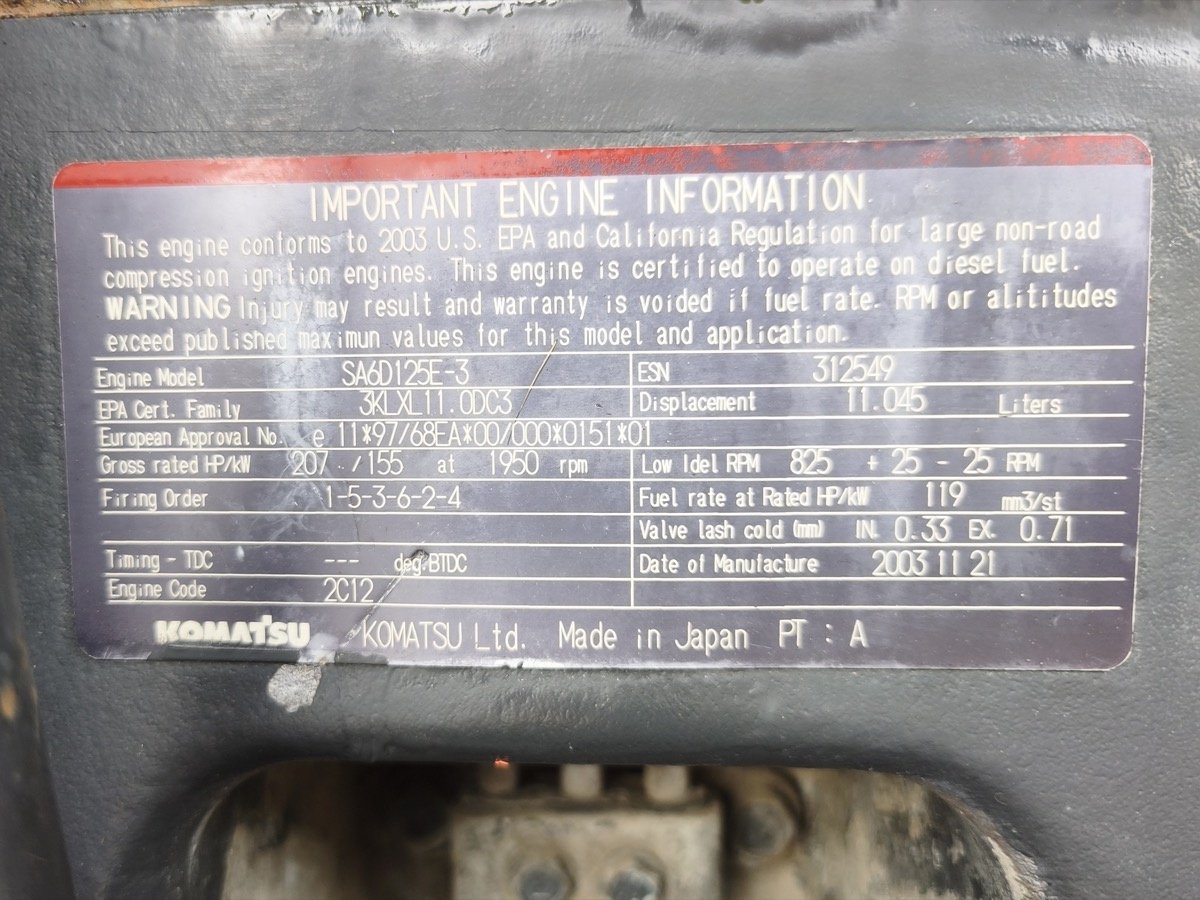 IMPORTANT ENGINE INFORMATION
This engine conforms to 2003 U.S. EPA and California Regulation for large non-road
compression ignition engines. This engine is certified to operate on diesel fuel.
WARNING Injury may result and warranty is voided if fuel rate. RPM or alititudes
exceed published maximun values for this model and application.
Engine Model SA6D125E-3 ESN 312549
EPA Cert. Family 3KLXL11.0DC3 Displacement 11.045 Liters
European Approval No. e 11*97/68EA*00/000*0151*01
Gross rated HP/kW 207 / 155 at 1950 rpm Low Idel RPM 825 + 25 - 25 RPM
Firing Order 1-5-3-6-2-4 Fuel rate at Rated HP/kW 119 mm3/st
Valve lash cold (mm) IN. 0.33 EX. 0.71
Timing - TDC --- deg.BTDC Date of Manufacture 2003 11 21
Engine Code 2C12
KOMATSU KOMATSU Ltd. Made in Japan PT : A